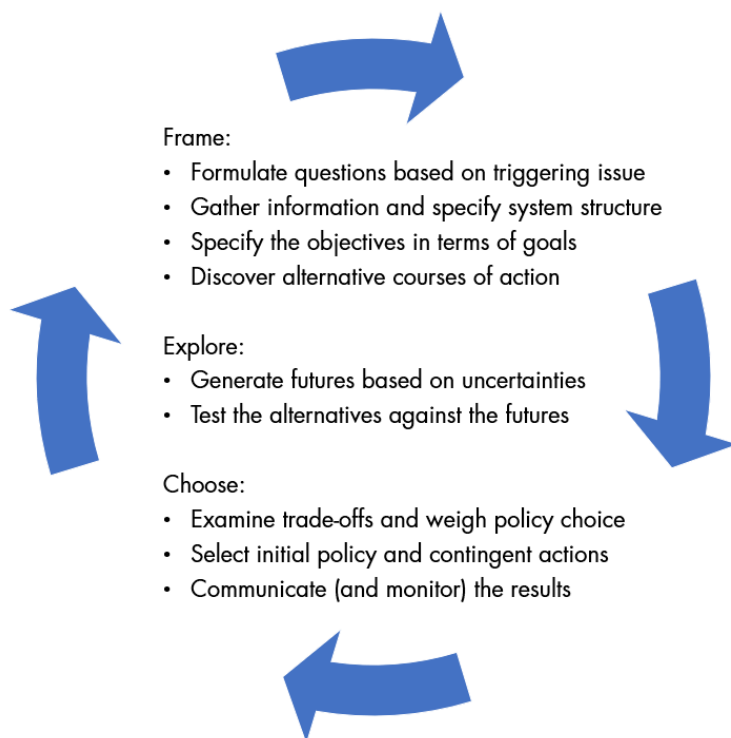 Frame:
• Formulate questions based on triggering issue
• Gather information and specify system structure
• Specify the objectives in terms of goals
• Discover alternative courses of action
Explore:
• Generate futures based on uncertainties
• Test the alternatives against the futures
Choose:
• Examine trade-offs and weigh policy choice
• Select initial policy and contingent actions
• Communicate (and monitor) the results